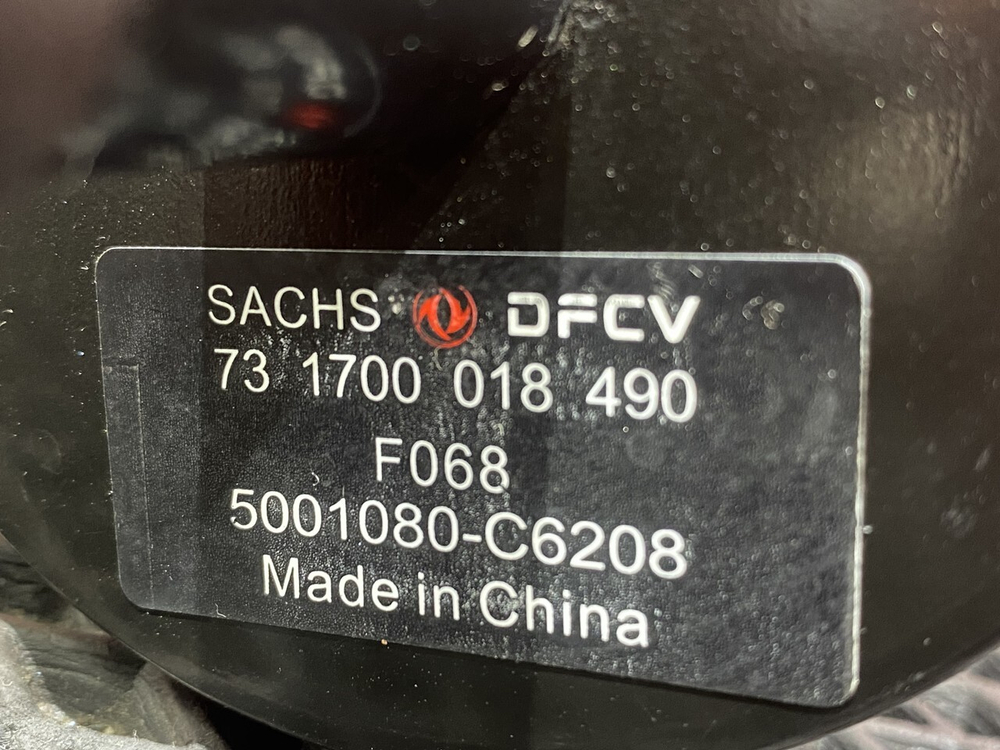 SACHS DFCV
73 1700 018 490
F068
5001080-C6208
Made in China